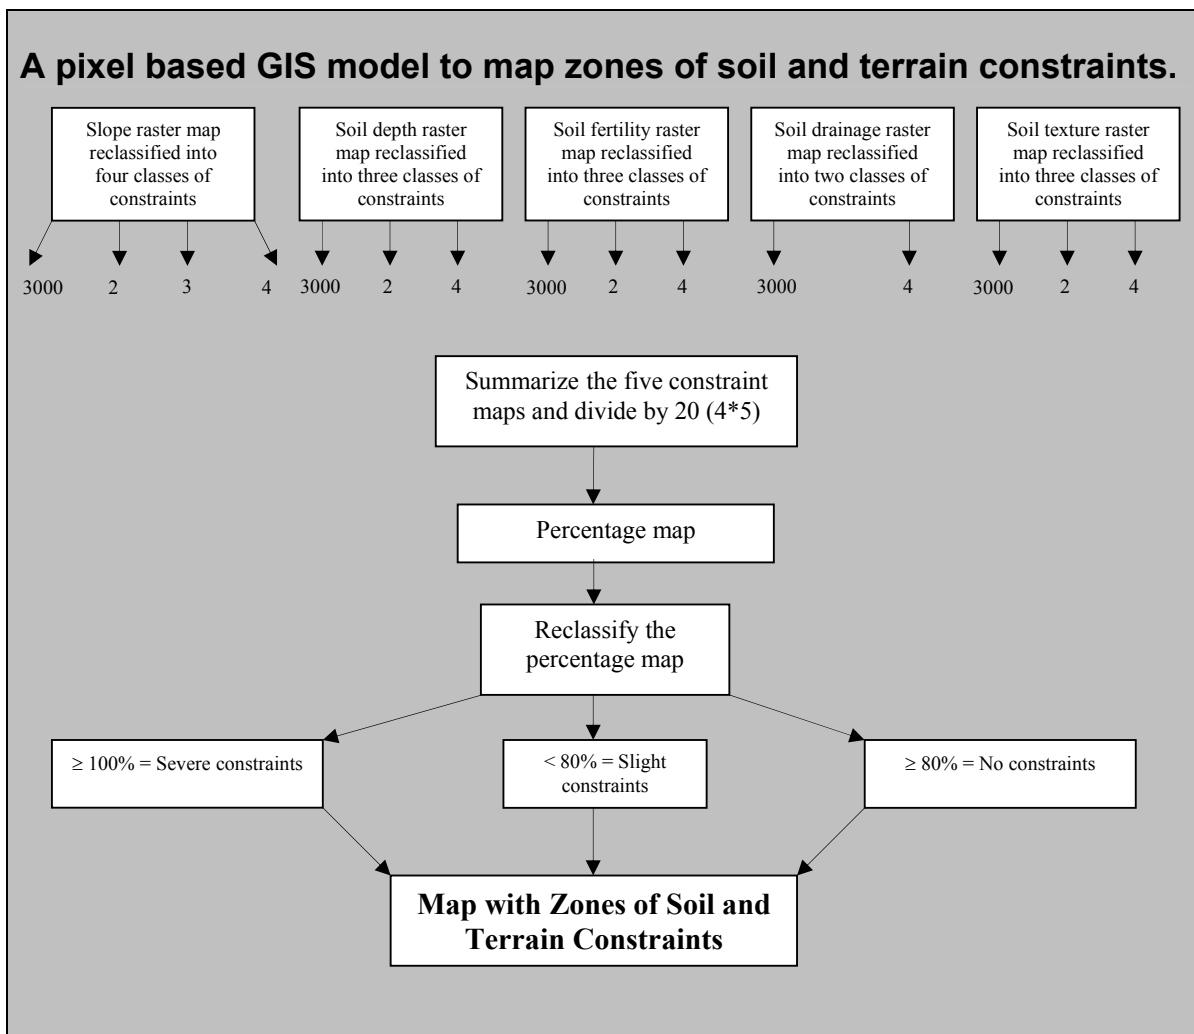 A pixel based GIS model to map zones of soil and terrain constraints.
Slope raster map
reclassified into
four classes of
constraints
Soil depth raster
map reclassified
into three classes of
constraints
Soil fertility raster
map reclassified
into three classes of
constraints
Soil drainage raster
map reclassified
into two classes of
constraints
Soil texture raster
map reclassified
into three classes of
constraints
3000 2 3 4 3000 2 4 3000 2 4 3000 4 3000 2 4
Summarize the five constraint
maps and divide by 20 (4*5)
Percentage map
Reclassify the
percentage map
≥ 100% = Severe constraints
< 80% = Slight
constraints
≥ 80% = No constraints
Map with Zones of Soil and
Terrain Constraints